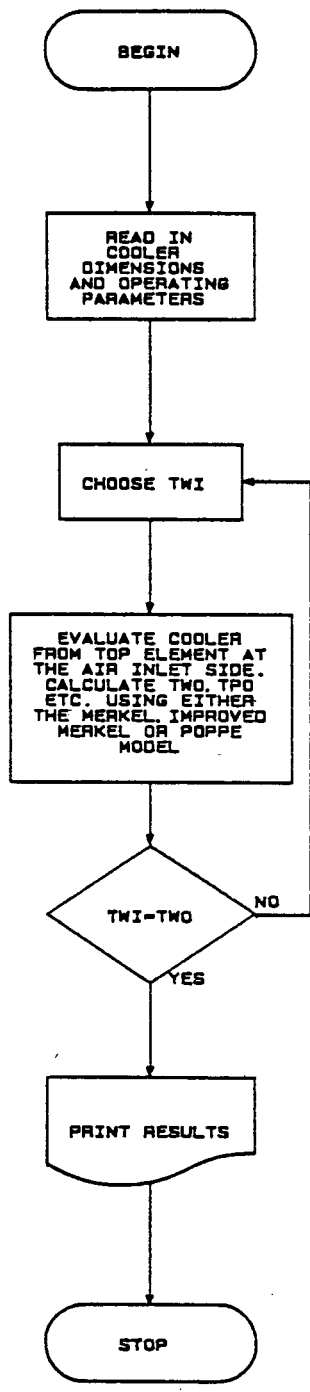 BEGIN
READ IN
COOLER
DIMENSIONS
AND OPERATING
PARAMETERS
CHOOSE TWI
EVALUATE COOLER
FROM TOP ELEMENT AT
THE AIR INLET SIDE.
CALCULATE TWO, TPO
ETC. USING EITHER
THE MERKEL, IMPROVED
MERKEL OR POPPE
MODEL
TWI=TWO
NO
YES
PRINT RESULTS
STOP